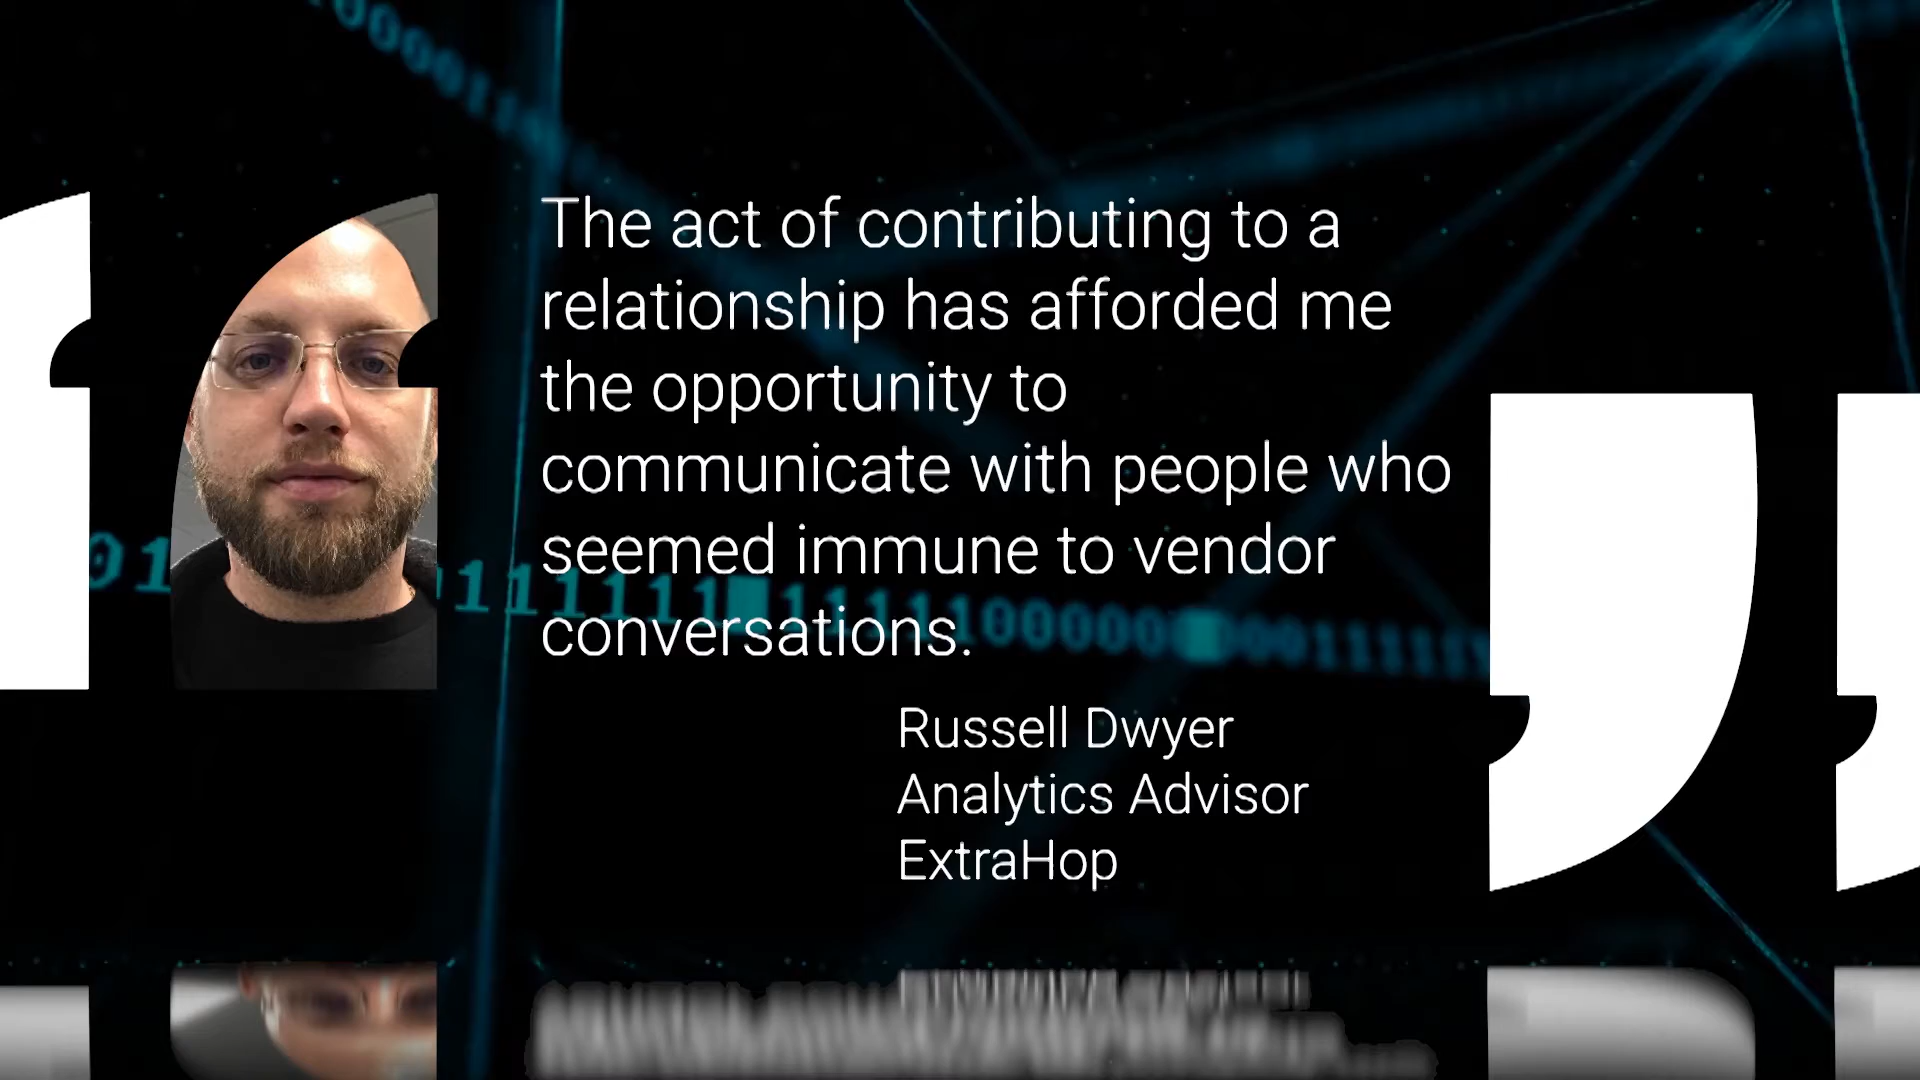 The act of contributing to a
relationship has afforded me
the opportunity to
communicate with people who
seemed immune to vendor
conversations.
Russell Dwyer
Analytics Advisor
ExtraHop